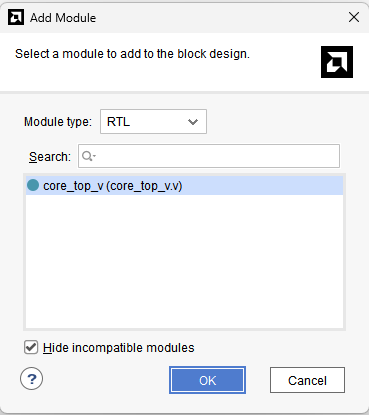 Add Module
Select a module to add to the block design.
Module type: RTL
Search:
core_top_v (core_top_v.v)
Hide incompatible modules
?
OK
Cancel